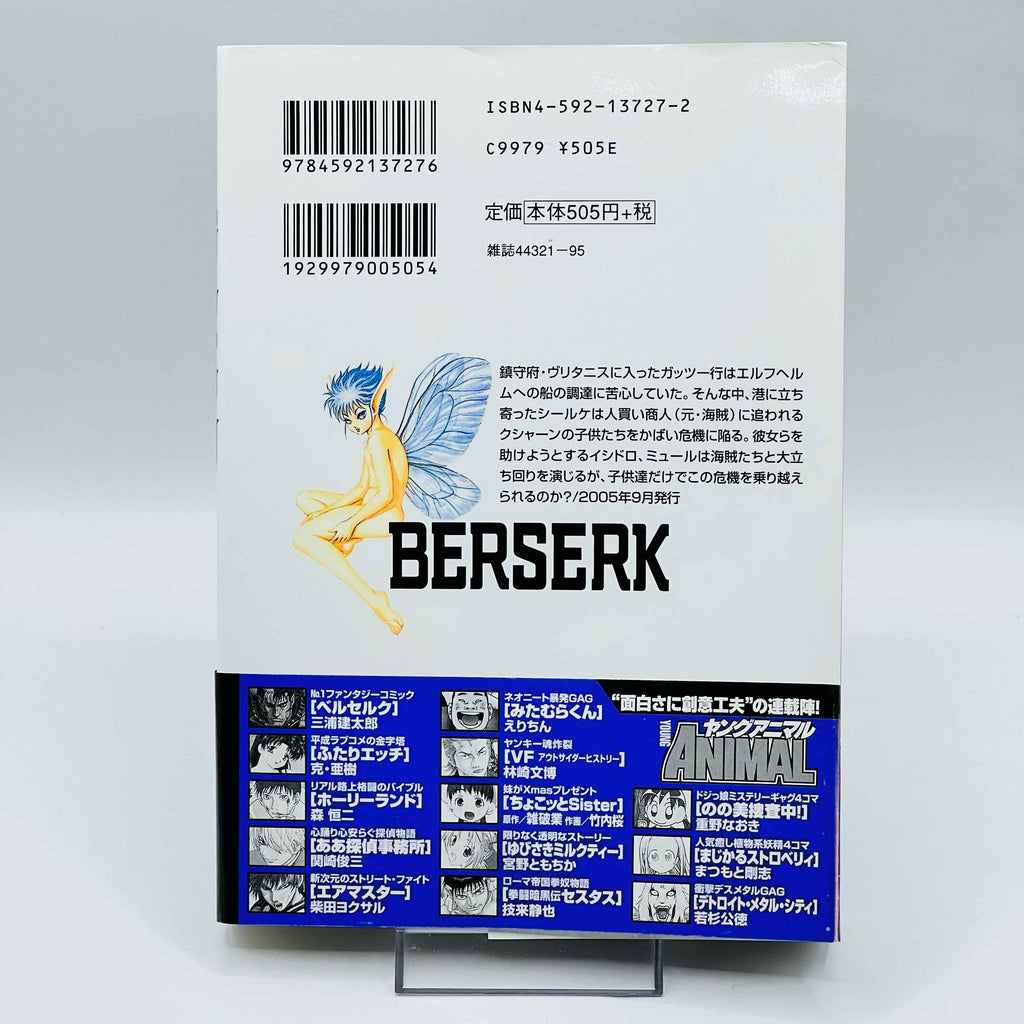 ISBN4-592-13727-2
9784592137276
C9979 ¥505E
定価 本体505円+税
雑誌44321-95
1929979005054
鎮守府・ヴリタニスに入ったガッツ一行はエルフヘル
ムへの船の調達に苦心していた。そんな中、港に立ち
寄ったシールケは人買い商人(元・海賊)に追われる
クシャーンの子供たちをかばい危機に陥る。彼女らを
助けようとするイシドロ、ミュールは海賊たちと大立
ち回りを演じるが、子供達だけでこの危機を乗り越え
られるのか?/2005年9月発行
BERSERK
No.1ファンタジーコミック
[ベルセルク]
三浦建太郎
平成ラブコメの金字塔
[ふたりエッチ]
克・亜樹
リアル路上格闘のバイブル
[ホーリーランド]
森 恒二
心踊り心安らぐ探偵物語
[ああ探偵事務所]
関崎俊三
新次元のストリート・ファイト
[エアマスター]
柴田ヨクサル
ネオニート暴発GAG
[みたむらくん]
えりちん
ヤンキー魂炸裂
[VF アウトサイダーヒストリー]
林崎文博
妹がXmasプレゼント
[ちょこッとSister]
原作/雑破業 作画/竹内桜
限りなく透明なストーリー
[ゆびさきミルクティー]
宮野ともちか
ローマ帝国拳奴物語
[拳闘暗黒伝セスタス]
技来静也
“面白さに創意工夫”の連載陣!
ヤングアニマル
YOUNG
ANIMAL
ドジっ娘ミステリーギャグ4コマ
[のの美捜査中!]
重野なおき
人気癒し植物系妖精4コマ
[まじかるストロベリィ]
まつもと剛志
衝撃デスメタルGAG
[デトロイト・メタル・シティ]
若杉公徳